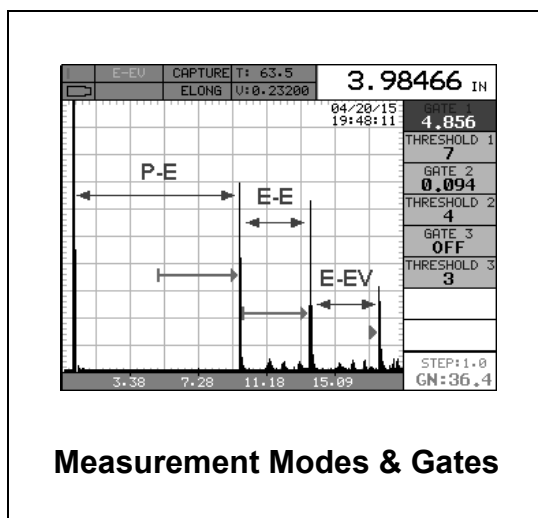 E-EV CAPTURE T: 63.5 3.98466 IN
ELONG V:0.23200
04/20/15
19:48:11
GATE 1
4.856
THRESHOLD 1
7
GATE 2
0.094
THRESHOLD 2
4
GATE 3
OFF
THRESHOLD 3
3
P-E
E-E
E-EV
STEP:1.0
GN:36.4
3.38 7.28 11.18 15.09
Measurement Modes & Gates